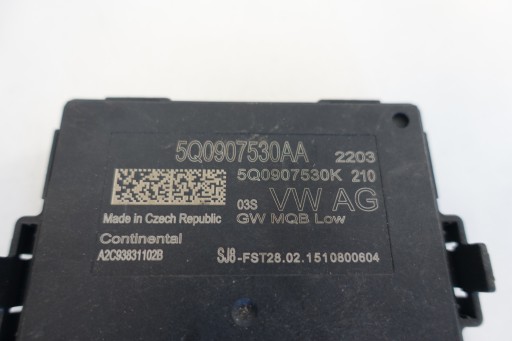 5Q0907530AA 2203
5Q0907530K 210
03S VW AG
Made in Czech Republic GW MQB Low
Continental
A2C93831102B SJ8-FST28.02.1510800604